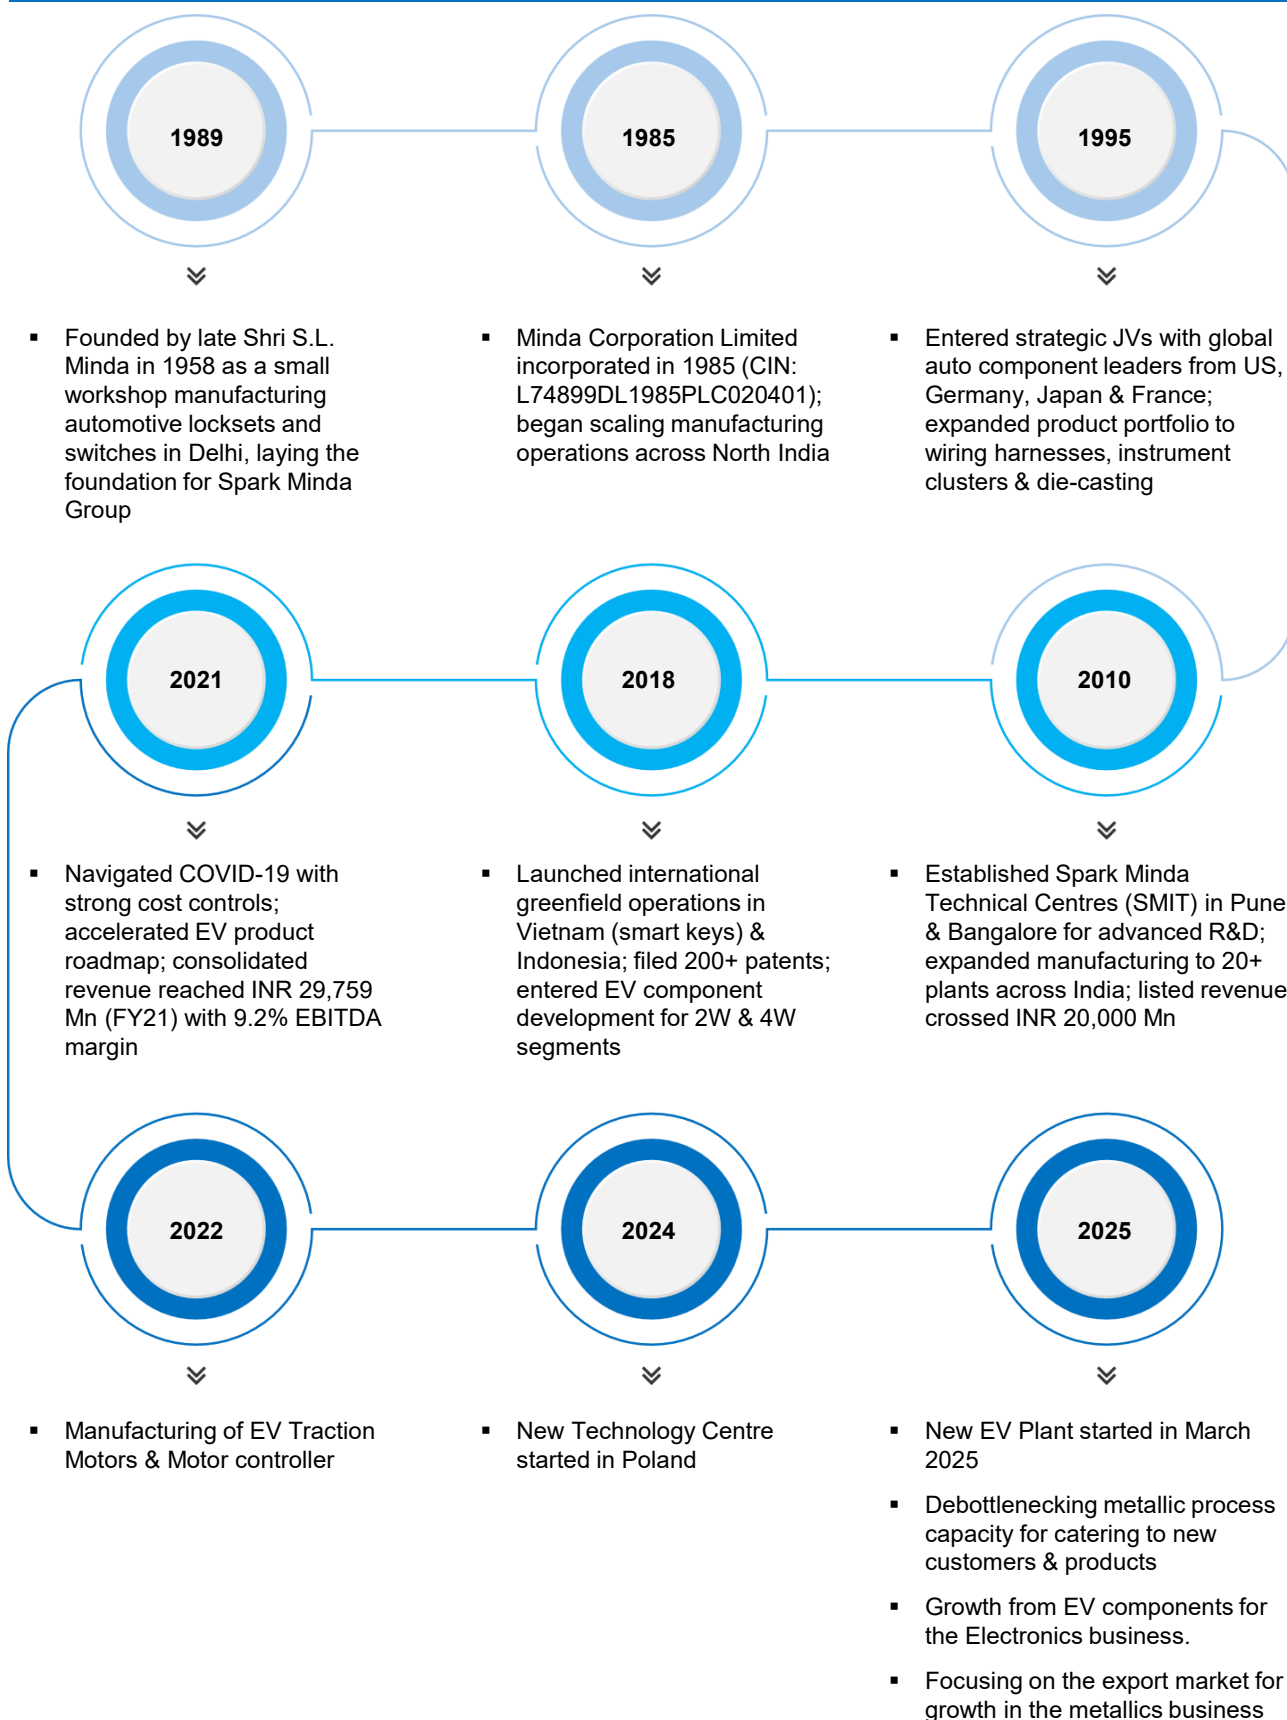 1989
Founded by late Shri S.L.
Minda in 1958 as a small
workshop manufacturing
automotive locksets and
switches in Delhi, laying the
foundation for Spark Minda
Group
1985
Minda Corporation Limited
incorporated in 1985 (CIN:
L74899DL1985PLC020401);
began scaling manufacturing
operations across North India
1995
Entered strategic JVs with global
auto component leaders from US,
Germany, Japan & France;
expanded product portfolio to
wiring harnesses, instrument
clusters & die-casting
2021
Navigated COVID-19 with
strong cost controls;
accelerated EV product
roadmap; consolidated
revenue reached INR 29,759
Mn (FY21) with 9.2% EBITDA
margin
2018
Launched international
greenfield operations in
Vietnam (smart keys) &
Indonesia; filed 200+ patents;
entered EV component
development for 2W & 4W
segments
2010
Established Spark Minda
Technical Centres (SMIT) in Pune
& Bangalore for advanced R&D;
expanded manufacturing to 20+
plants across India; listed revenue
crossed INR 20,000 Mn
2022
Manufacturing of EV Traction
Motors & Motor controller
2024
New Technology Centre
started in Poland
2025
New EV Plant started in March
2025
Debottlenecking metallic process
capacity for catering to new
customers & products
Growth from EV components for
the Electronics business.
Focusing on the export market for
growth in the metallics business